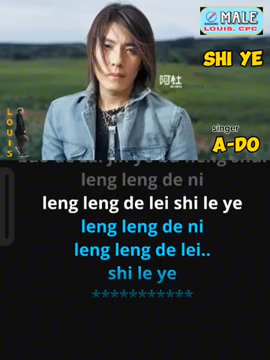 MALE
LOUIS. CPC
SHI YE
阿杜
singer
A-DO
LOUIS
leng leng de ni
leng leng de lei shi le ye
leng leng de ni
leng leng de lei..
shi le ye
***********